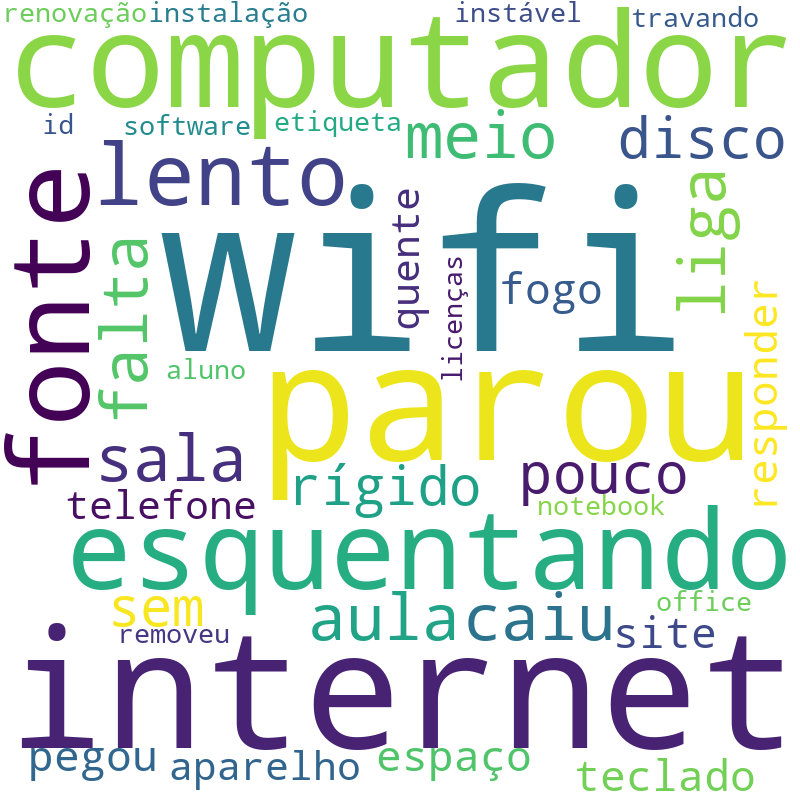 renovação
instalação
instável
travando
computador
id
software
etiqueta
meio
disco
lento
fonte
wifi
quente
liga
falta
licenças
fogo
responder
aluno
parou
sala
rígido
pouco
telefone
notebook
esquentando
sem
aula
caiu
office
removeu
site
internet
pegou
aparelho
espaço
teclado